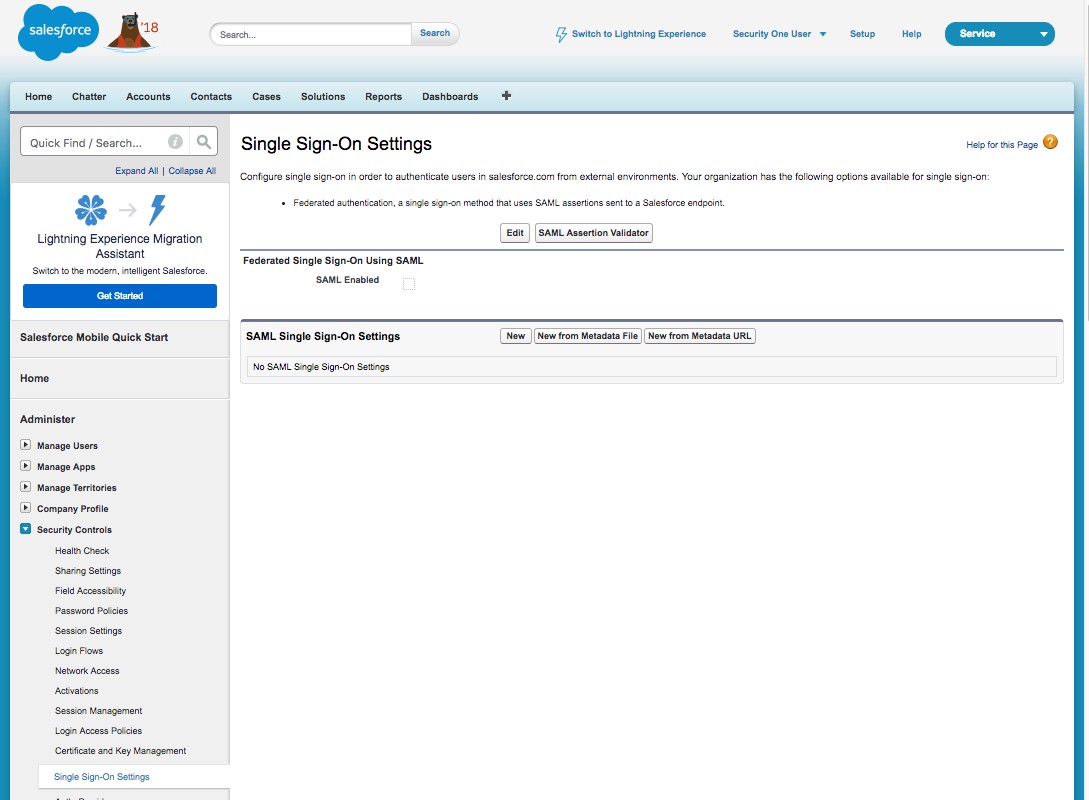 salesforce
'18
Search...
Search
Switch to Lightning Experience
Security One User
Setup
Help
Service
Home Chatter Accounts Contacts Cases Solutions Reports Dashboards
Quick Find / Search...
Expand All | Collapse All
Lightning Experience Migration
Assistant
Switch to the modern, intelligent Salesforce.
Get Started
Salesforce Mobile Quick Start
Home
Administer
Manage Users
Manage Apps
Manage Territories
Company Profile
Security Controls
Health Check
Sharing Settings
Field Accessibility
Password Policies
Session Settings
Login Flows
Network Access
Activations
Session Management
Login Access Policies
Certificate and Key Management
Single Sign-On Settings
Single Sign-On Settings
Help for this Page ?
Configure single sign-on in order to authenticate users in salesforce.com from external environments. Your organization has the following options available for single sign-on:
• Federated authentication, a single sign-on method that uses SAML assertions sent to a Salesforce endpoint.
Edit SAML Assertion Validator
Federated Single Sign-On Using SAML
SAML Enabled
SAML Single Sign-On Settings New New from Metadata File New from Metadata URL
No SAML Single Sign-On Settings